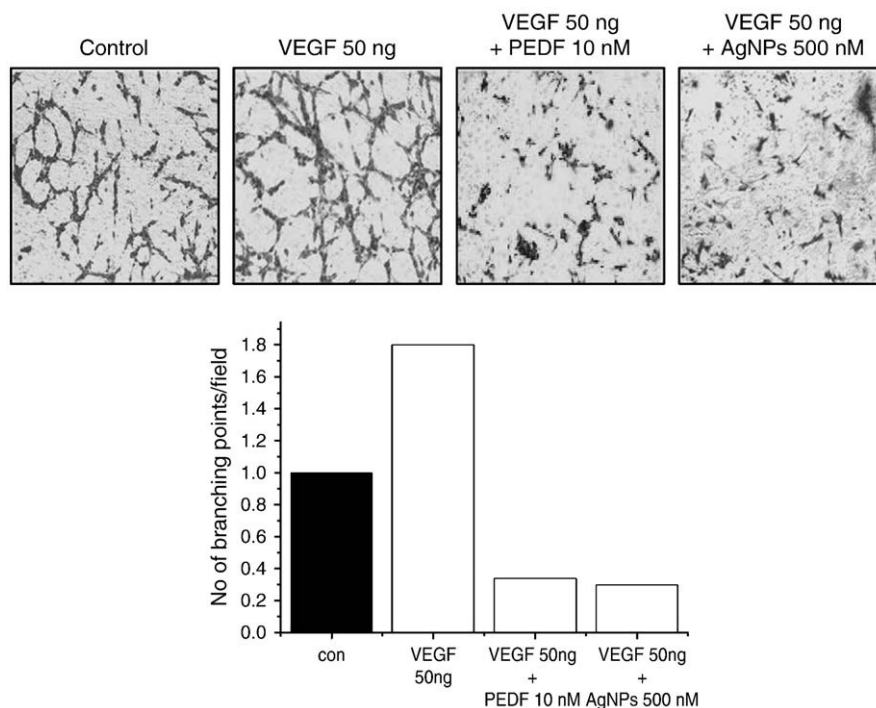 Control
VEGF 50 ng
VEGF 50 ng
+ PEDF 10 nM
VEGF 50 ng
+ AgNPs 500 nM
No of branching points/field
1.8
1.6
1.4
1.2
1.0
0.8
0.6
0.4
0.2
0.0
con
VEGF
50ng
VEGF 50ng
+
PEDF 10 nM
VEGF 50ng
+
AgNPs 500 nM